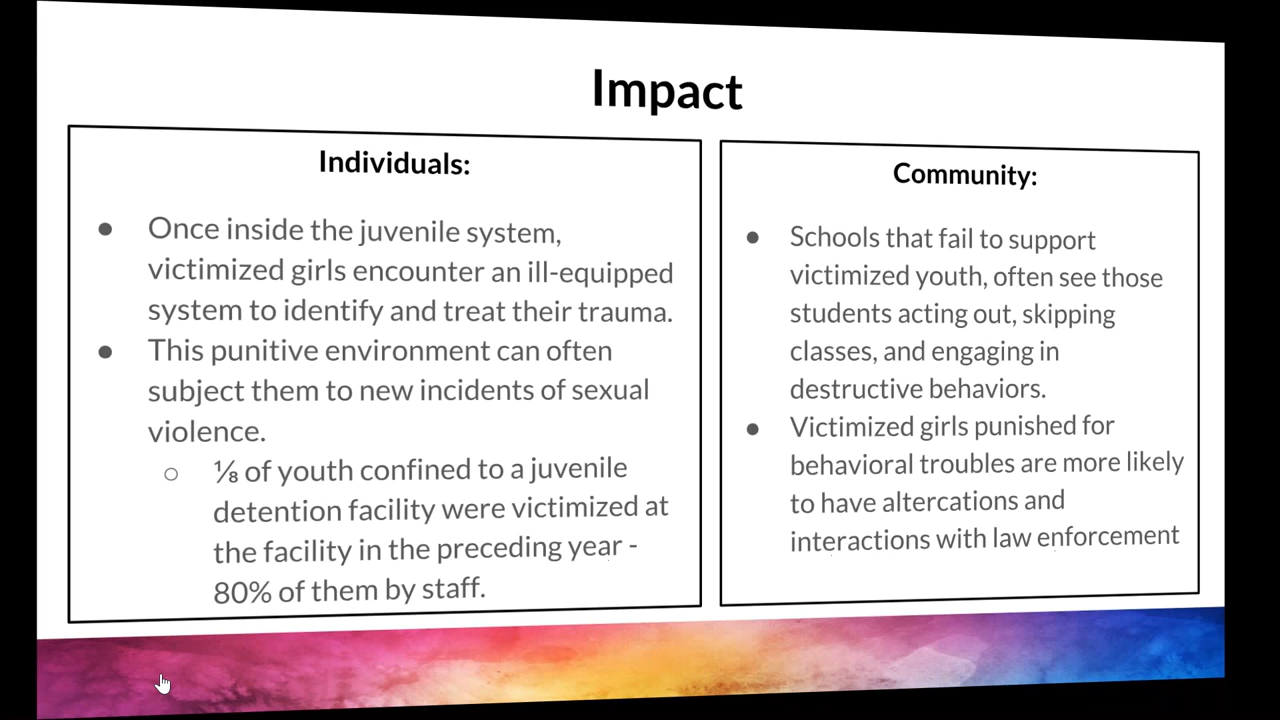 Impact
Individuals:
● Once inside the juvenile system,
victimized girls encounter an ill-equipped
system to identify and treat their trauma.
● This punitive environment can often
subject them to new incidents of sexual
violence.
○ ⅛ of youth confined to a juvenile
detention facility were victimized at
the facility in the preceding year -
80% of them by staff.
Community:
● Schools that fail to support
victimized youth, often see those
students acting out, skipping
classes, and engaging in
destructive behaviors.
● Victimized girls punished for
behavioral troubles are more likely
to have altercations and
interactions with law enforcement